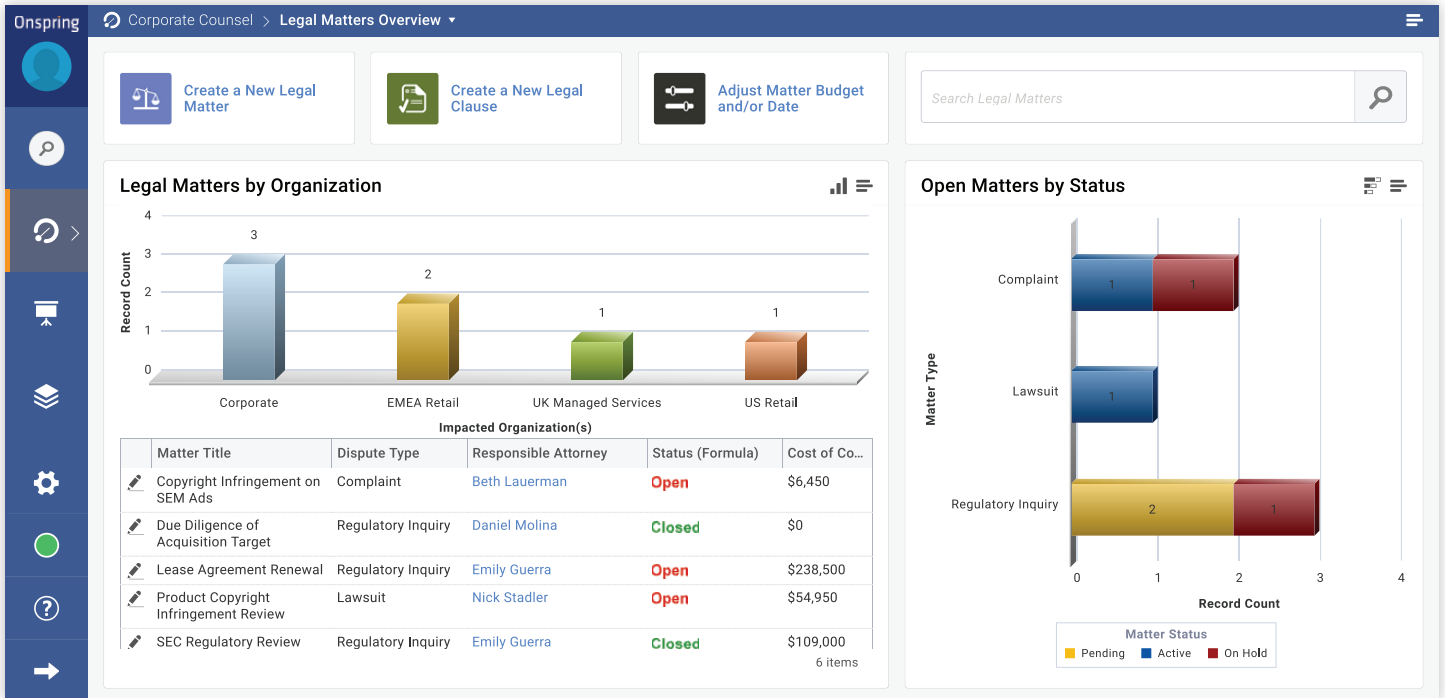 Onspring
Corporate Counsel > Legal Matters Overview
Create a New Legal
Matter
Create a New Legal
Clause
Adjust Matter Budget
and/or Date
Search Legal Matters
Legal Matters by Organization
Record Count
4
3
2
1
0
3
2
1
1
Corporate
EMEA Retail
UK Managed Services
US Retail
Impacted Organization(s)
Matter Title Dispute Type Responsible Attorney Status (Formula) Cost of Co...
Copyright Infringement on Complaint Beth Lauerman Open $6,450
SEM Ads
Due Diligence of Regulatory Inquiry Daniel Molina Closed $0
Acquisition Target
Lease Agreement Renewal Regulatory Inquiry Emily Guerra Open $238,500
Product Copyright Lawsuit Nick Stadler Open $54,950
Infringement Review
SEC Regulatory Review Regulatory Inquiry Emily Guerra Closed $109,000
6 items
Open Matters by Status
Matter Type
Complaint 1 1
Lawsuit 1
Regulatory Inquiry 2 1
0 1 2 3 4
Record Count
Matter Status
Pending Active On Hold
?